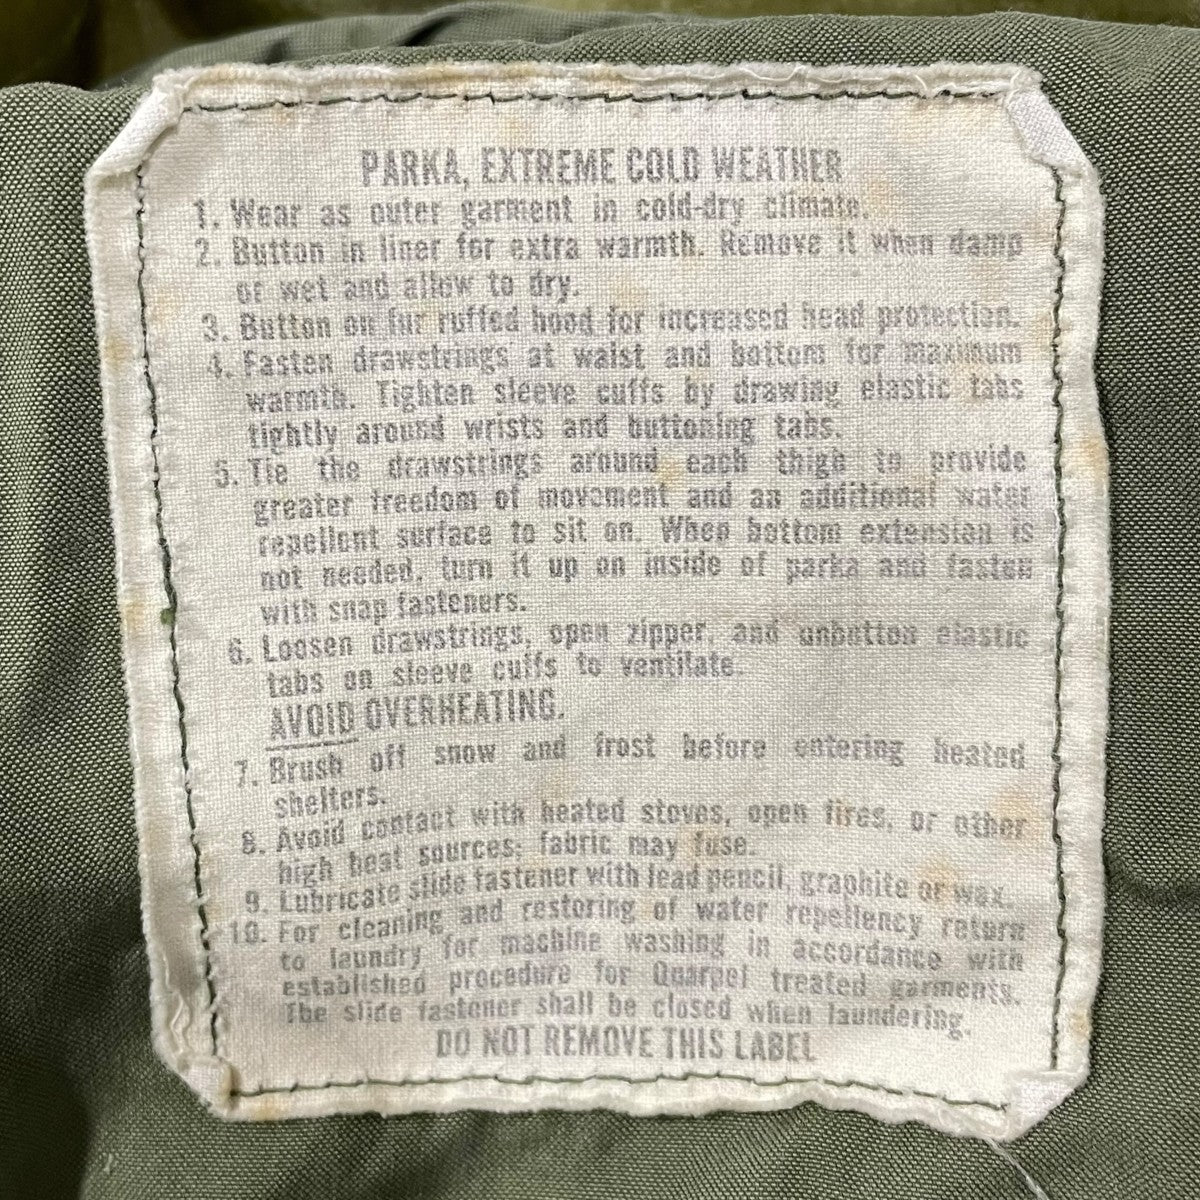 PARKA, EXTREME COLD WEATHER
1. Wear as outer garment in cold-dry climate.
2. Button in liner for extra warmth. Remove it when damp
or wet and allow to dry.
3. Button on fur ruffed hood for increased head protection.
4. Fasten drawstrings at waist and bottom for maximum
warmth. Tighten sleeve cuffs by drawing elastic tabs
tightly around wrists and buttoning tabs.
5. Tie the drawstrings around each thigh to provide
greater freedom of movement and an additional water
repellent surface to sit on. When bottom extension is
not needed, turn it up on inside of parka and fasten
with snap fasteners.
6. Loosen drawstrings, open zipper, and unbutton elastic
tabs on sleeve cuffs to ventilate.
AVOID OVERHEATING.
7. Brush off snow and frost before entering heated
shelters.
8. Avoid contact with heated stoves, open fires, or other
high heat sources; fabric may fuse.
9. Lubricate slide fastener with lead pencil, graphite or wax.
10. For cleaning and restoring of water repellency return
to laundry for machine washing in accordance with
established procedure for Quarpel treated garments.
The slide fastener shall be closed when laundering.
DO NOT REMOVE THIS LABEL